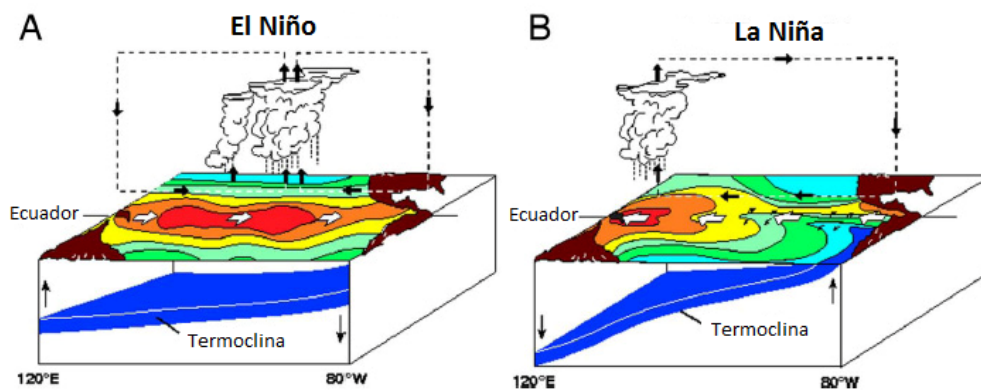 A
El Niño
Ecuador
Termoclina
120°E
80°W
B
La Niña
Ecuador
Termoclina
120°E
80°W